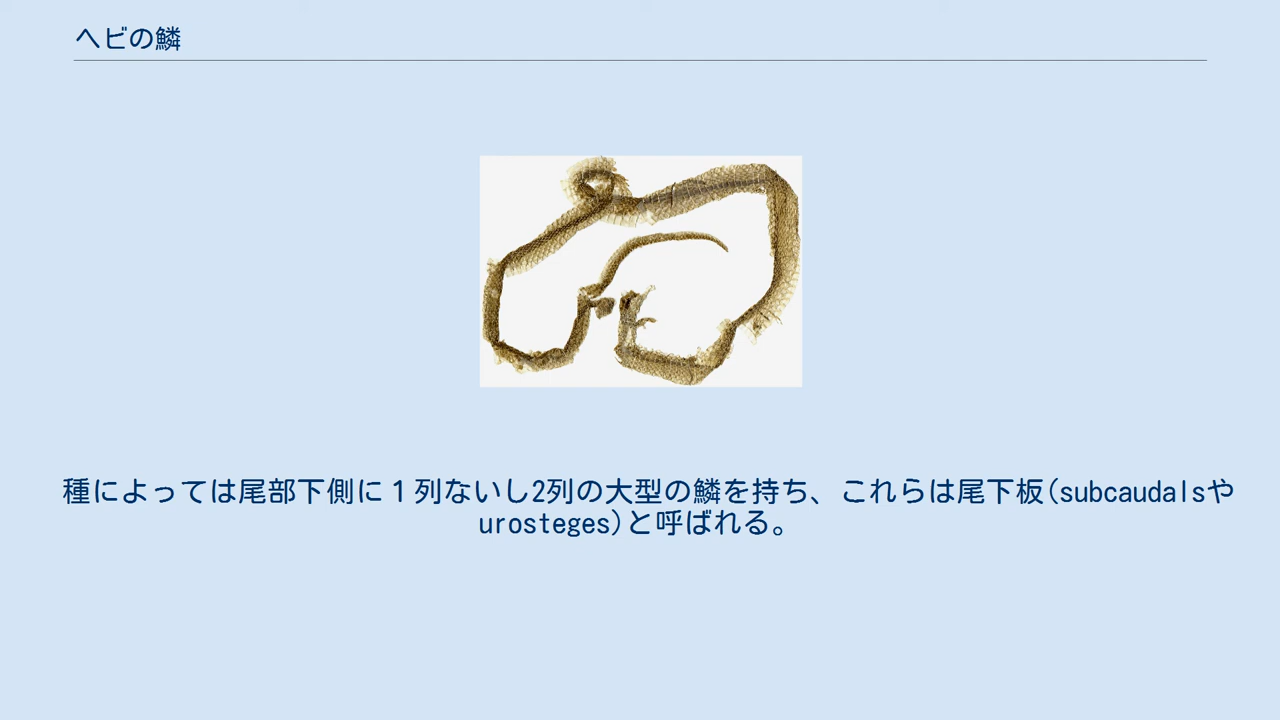 ヘビの鱗
種によっては尾部下側に１列ないし2列の大型の鱗を持ち、これらは尾下板(subcaudalsや
urosteges)と呼ばれる。